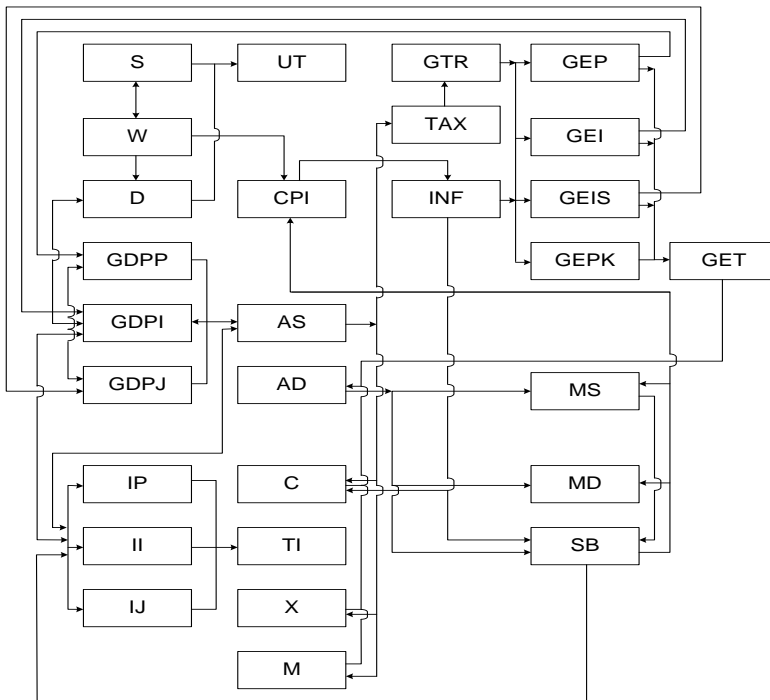 S
UT
GTR
GEP
W
TAX
GEI
D
CPI
INF
GEIS
GDPP
GEPK
GET
GDPI
AS
GDPJ
AD
MS
IP
C
MD
II
TI
SB
IJ
X
M